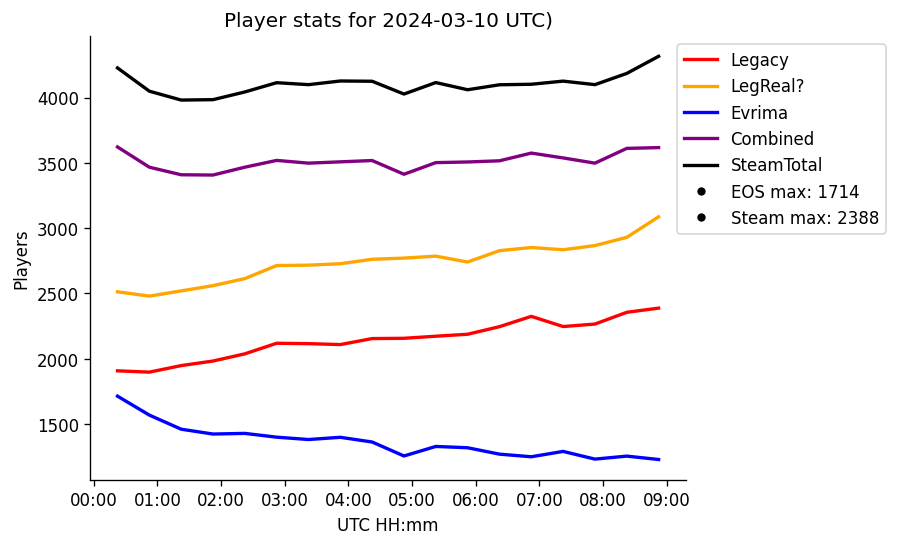 Player stats for 2024-03-10 UTC)
Legacy
LegReal?
Evrima
Combined
SteamTotal
EOS max: 1714
Steam max: 2388
Players
4000
3500
3000
2500
2000
1500
00:00 01:00 02:00 03:00 04:00 05:00 06:00 07:00 08:00 09:00
UTC HH:mm